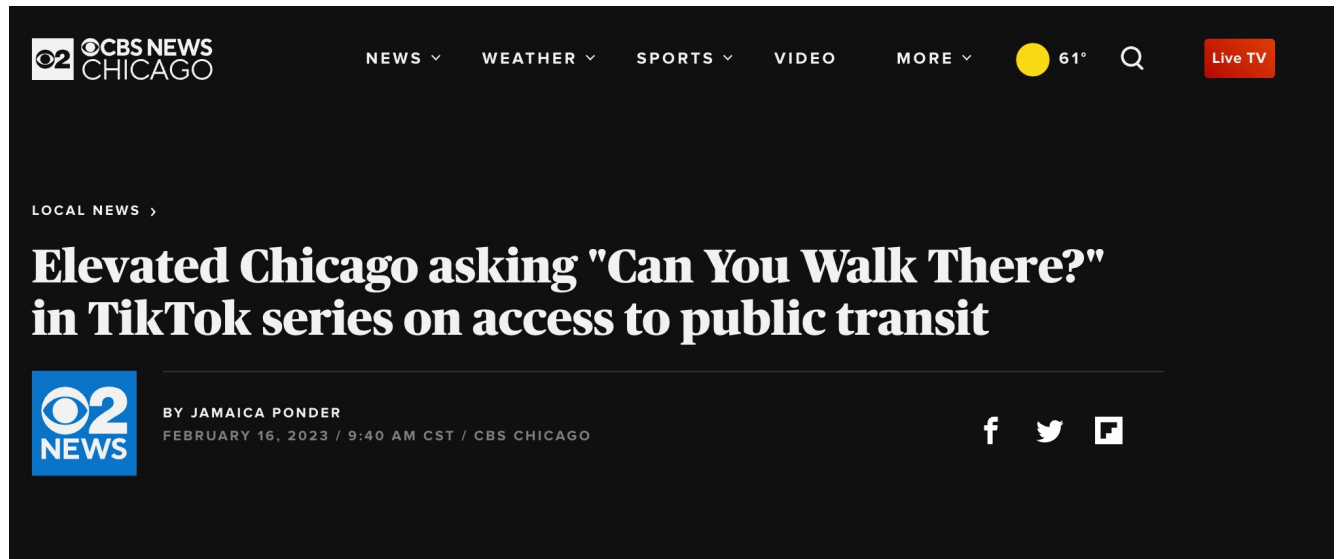 2 CBS NEWS CHICAGO NEWS WEATHER SPORTS VIDEO MORE 61° Live TV
LOCAL NEWS >
Elevated Chicago asking "Can You Walk There?"
in TikTok series on access to public transit
2 NEWS
BY JAMAICA PONDER
FEBRUARY 16, 2023 / 9:40 AM CST / CBS CHICAGO